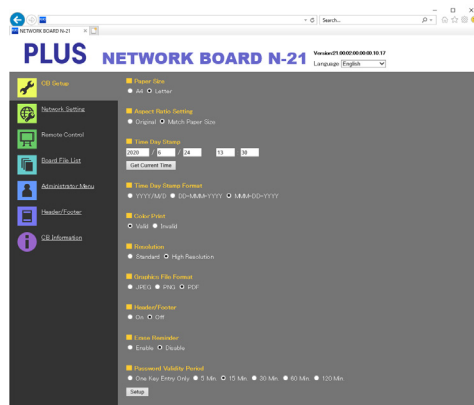 Search...
NETWORK BOARD N-21
PLUS NETWORK BOARD N-21
Version:21.00.02.00.00.00.10.17
Language English
CB Setup
Network Setting
Remote Control
Board File List
Administrator Menu
Header/Footer
CB Information
Paper Size
A4 Letter
Aspect Ratio Setting
Original Match Paper Size
Time Day Stamp
2020 / 6 / 24 13 : 30
Get Current Time
Time Day Stamp Format
YYYY/M/D DD-MMM-YYYY MMM-DD-YYYY
Color Print
Valid Invalid
Resolution
Standard High Resolution
Graphics File Format
JPEG PNG PDF
Header/Footer
On Off
Erase Reminder
Enable Disable
Password Validity Period
One Key Entry Only 5 Min. 15 Min. 30 Min. 60 Min. 120 Min.
Setup